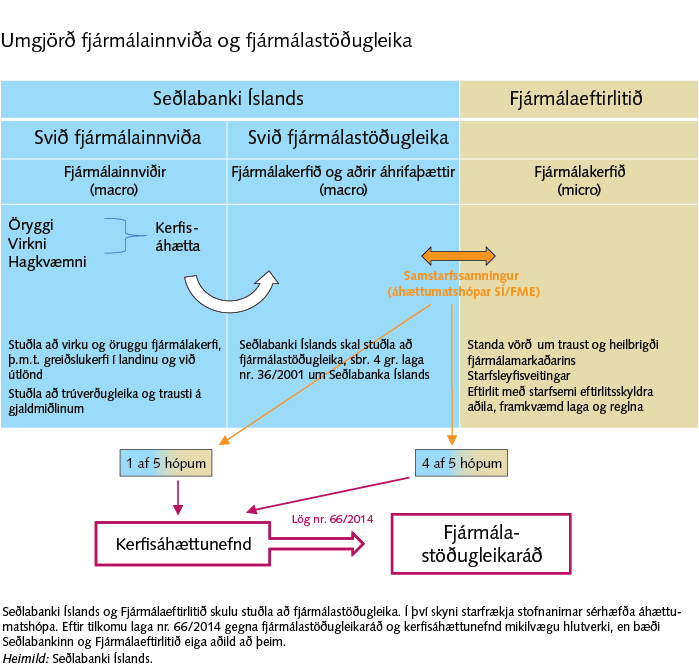 Umgjörð fjármálainnviða og fjármálastöðugleika
Seðlabanki Íslands
Fjármálaeftirlitið
Svið fjármálainnviða
Svið fjármálastöðugleika
Fjármálainnviðir
(macro)
Fjármálakerfið og aðrir áhrifaþættir
(macro)
Fjármálakerfið
(micro)
Öryggi
Virkni
Hagkvæmni
Kerfis-
áhætta
Samstarfssamningur
(áhættumatshópar SÍ/FME)
Stuðla að virku og öruggu fjármálakerfi,
þ.m.t. greiðslukerfi í landinu og við
útlönd
Stuðla að trúverðugleika og trausti á
gjaldmiðlinum
Seðlabanki Íslands skal stuðla að
fjármálastöðugleika, sbr. 4 gr. laga
nr. 36/2001 um Seðlabanka Íslands
Standa vörð um traust og heilbrigði
fjármálamarkaðarins
Starfsleyfisveitingar
Eftirlit með starfsemi eftirlitsskyldra
aðila, framkvæmd laga og reglna
1 af 5 hópum
4 af 5 hópum
Lög nr. 66/2014
Kerfisáhættunefnd
Fjármála-
stöðugleikaráð
Seðlabanki Íslands og Fjármálaeftirlitið skulu stuðla að fjármálastöðugleika. Í því skyni starfrækja stofnanirnar sérhæfða áhættu-
matshópa. Eftir tilkomu laga nr. 66/2014 gegna fjármálastöðugleikaráð og kerfisáhættunefnd mikilvægu hlutverki, en bæði
Seðlabankinn og Fjármálaeftirlitið eiga aðild að þeim.
Heimild: Seðlabanki Íslands.